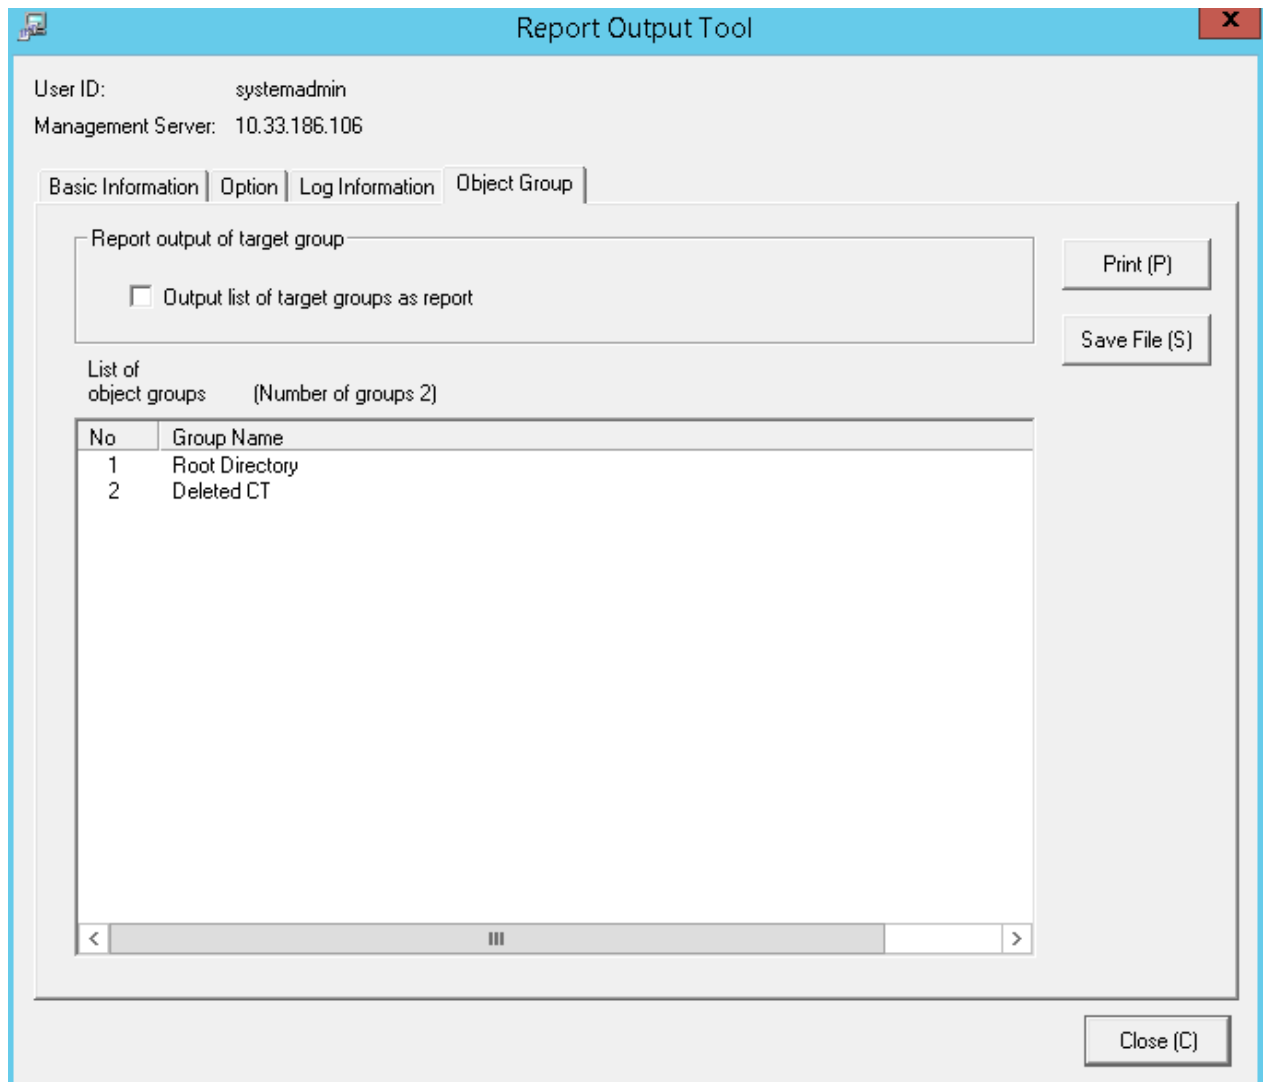 Report Output Tool
x
User ID: systemadmin
Management Server: 10.33.186.106
Basic Information Option Log Information Object Group
Report output of target group
Print (P)
Output list of target groups as report
Save File (S)
List of
object groups (Number of groups 2)
No Group Name
1 Root Directory
2 Deleted CT
Close (C)